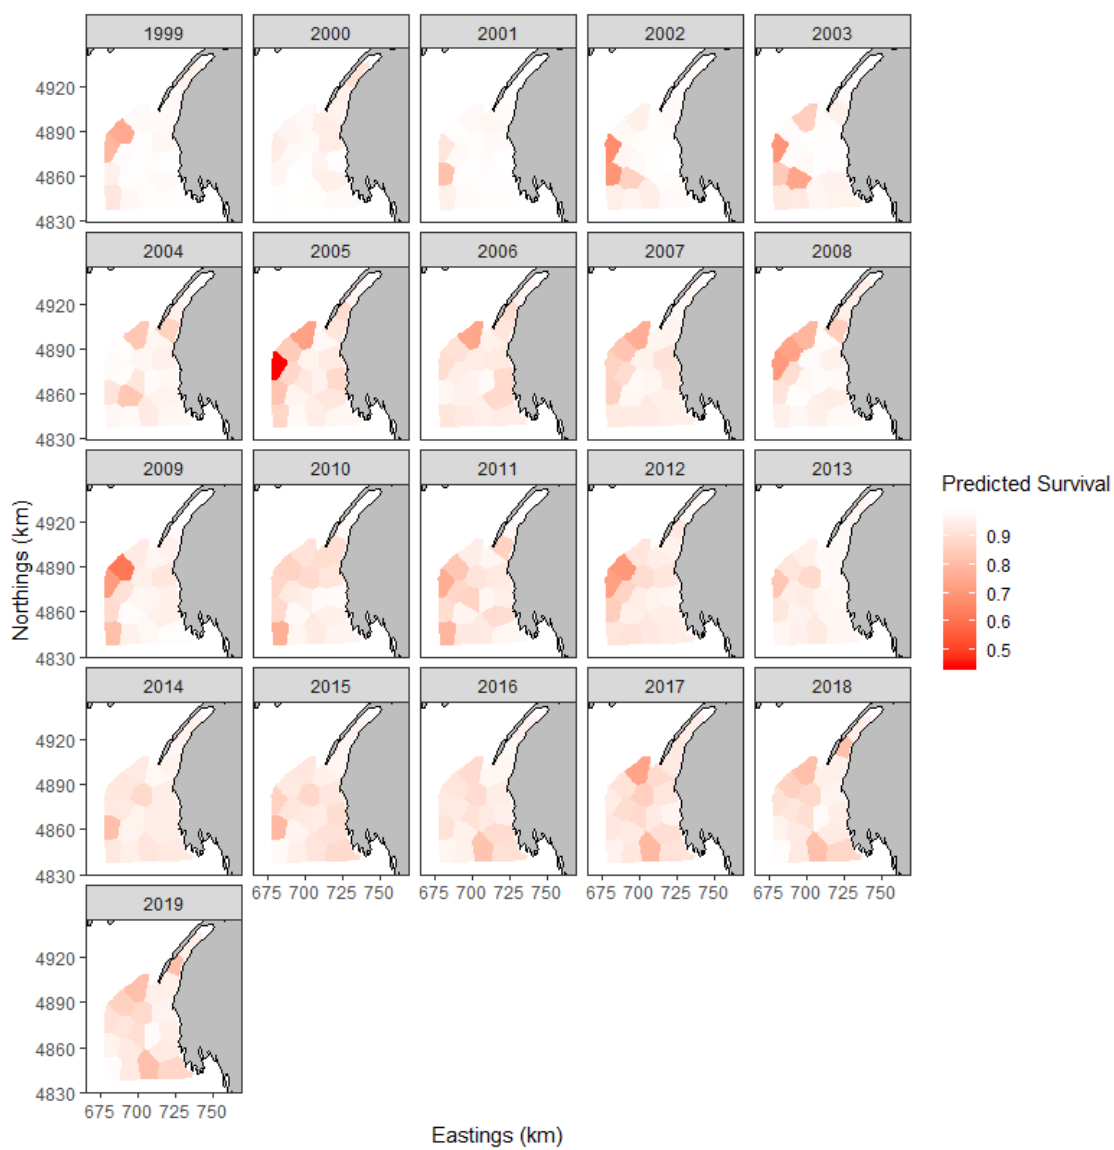 1999 2000 2001 2002 2003
4920
4890
4860
4830
2004 2005 2006 2007 2008
4920
4890
4860
4830
2009 2010 2011 2012 2013
4920
4890
4860
4830
Northings (km)
Predicted Survival
0.9
0.8
0.7
0.6
0.5
2014 2015 2016 2017 2018
4920
4890
4860
4830
675 700 725 750 675 700 725 750 675 700 725 750 675 700 725 750
2019
4920
4890
4860
4830
675 700 725 750
Eastings (km)